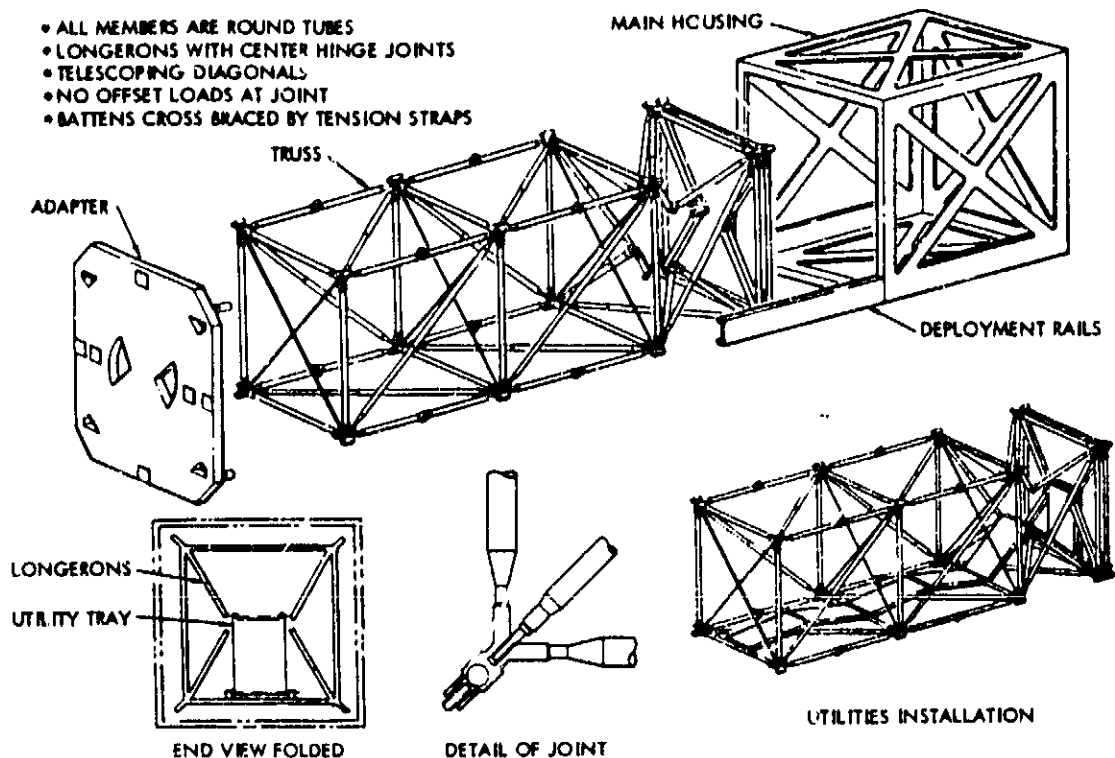 • ALL MEMBERS ARE ROUND TUBES
• LONGERONS WITH CENTER HINGE JOINTS
• TELESCOPING DIAGONALS
• NO OFFSET LOADS AT JOINT
• BATTENS CROSS BRACED BY TENSION STRAPS
MAIN HOUSING
TRUSS
ADAPTER
DEPLOYMENT RAILS
LONGERONS
UTILITY TRAY
END VIEW FOLDED
DETAIL OF JOINT
UTILITIES INSTALLATION